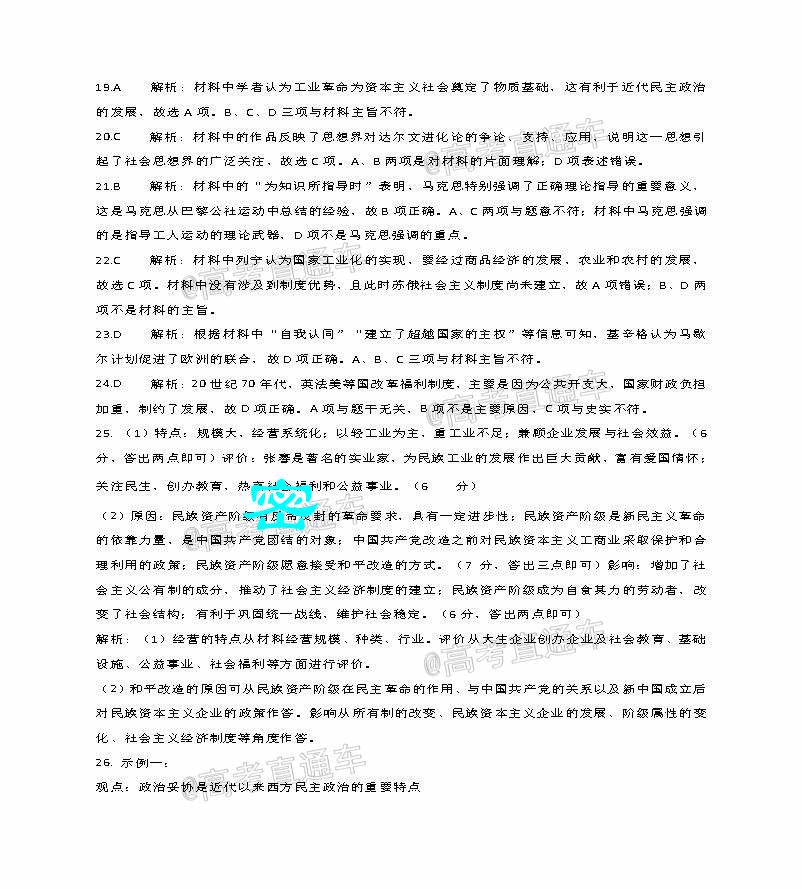 19.A 解析：材料中学者认为工业革命为资本主义社会奠定了物质基础，这有利于近代民主政治
的发展，故选 A 项。B、C、D 三项与材料主旨不符。
20.C 解析：材料中的作品反映了思想界对达尔文进化论的争论、支持、应用，说明这一思想引
起了社会思想界的广泛关注，故选 C 项。A、B 两项是对材料的片面理解；D 项表述错误。
21.B 解析：材料中的“为知识所指导时”表明，马克思特别强调了正确理论指导的重要意义，
这是马克思从巴黎公社运动中总结的经验，故 B 项正确。A、C 两项与题意不符；材料中马克思强调
的是指导工人运动的理论武器，D 项不是马克思强调的重点。
22.C 解析：材料中列宁认为国家工业化的实现，要经过商品经济的发展、农业和农村的发展，
故选 C 项。材料中没有涉及到制度优势，且此时苏俄社会主义制度尚未建立，故 A 项错误；B、D 两
项不是材料的主旨。
23.D 解析：根据材料中“自我认同”“建立了超越国家的主权”等信息可知，基辛格认为马歇
尔计划促进了欧洲的联合，故 D 项正确。A、B、C 三项与材料主旨不符。
24.D 解析：20 世纪 70 年代，英法美等国改革福利制度，主要是因为公共开支大，国家财政负担
加重，制约了发展，故 D 项正确。A 项与题干无关，B 项不是主要原因，C 项与史实不符。
25. （1）特点：规模大，经营系统化；以轻工业为主，重工业不足；兼顾企业发展与社会效益。（6
分，答出两点即可）评价：张謇是著名的实业家，为民族工业的发展作出巨大贡献，富有爱国情怀；
关注民生，创办教育，热 福利和公益事业。（6 分）
（2）原因：民族资产阶级 封的革命要求，具有一定进步性；民族资产阶级是新民主义革命
的依靠力量，是中国共产党团结的对象；中国共产党改造之前对民族资本主义工商业采取保护和合
理利用的政策；民族资产阶级愿意接受和平改造的方式。（7 分，答出三点即可）影响：增加了社
会主义公有制的成分，推动了社会主义经济制度的建立；民族资产阶级成为自食其力的劳动者，改
变了社会结构；有利于巩固统一战线，维护社会稳定。（6 分，答出两点即可）
解析：（1）经营的特点从材料经营规模、种类、行业。评价从大生企业创办企业及社会教育、基础
设施、公益事业、社会福利等方面进行评价。
（2）和平改造的原因可从民族资产阶级在民主革命的作用、与中国共产党的关系以及新中国成立后
对民族资本主义企业的政策作答。影响从所有制的改变、民族资本主义企业的发展、阶级属性的变
化、社会主义经济制度等角度作答。
26. 示例一：
观点：政治妥协是近代以来西方民主政治的重要特点
密
@高考直通车
@高考直通车
@高考直通车
@高考直通车
@高考直通车
@高考直通车